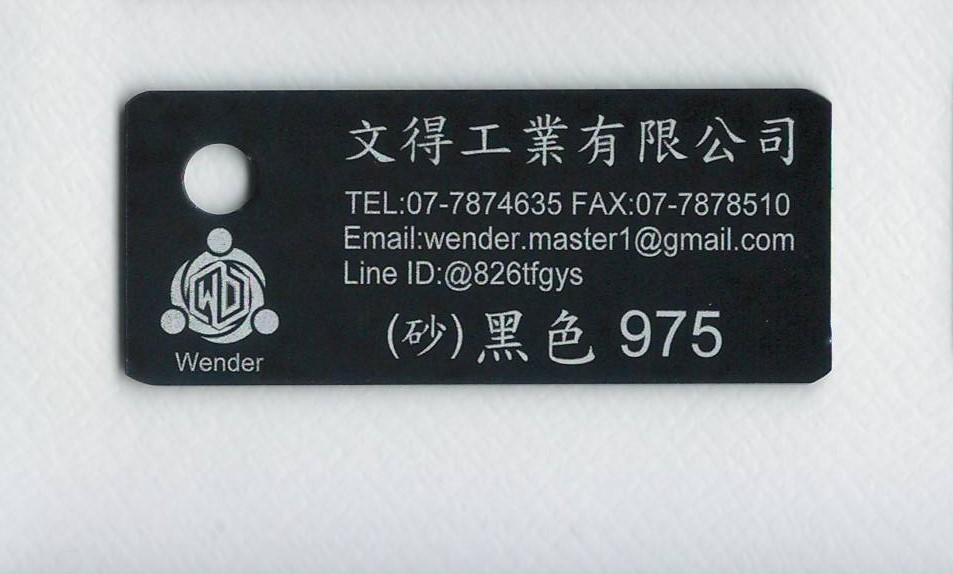 文得工業有限公司
TEL:07-7874635 FAX:07-7878510
Email:wender.master1@gmail.com
Line ID:@826tfgys
(砂)黑色 975
WD
Wender